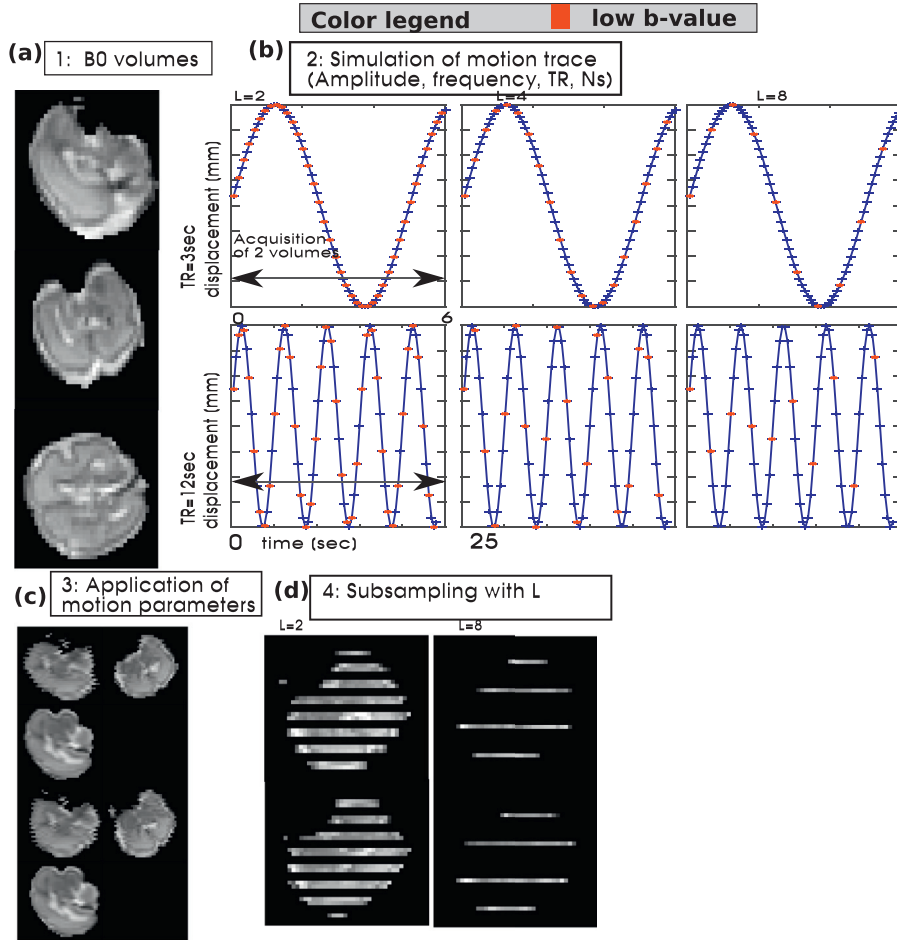 Color legend low b-value
(a) 1: B0 volumes
(b) 2: Simulation of motion trace
(Amplitude, frequency, TR, Ns)
L=2 L=4 L=8
TR=3sec
displacement (mm)
Acquisition
of 2 volumes
0 6
TR=12sec
displacement (mm)
0 time (sec) 25
(c) 3: Application of
motion parameters
(d) 4: Subsampling with L
L=2 L=8